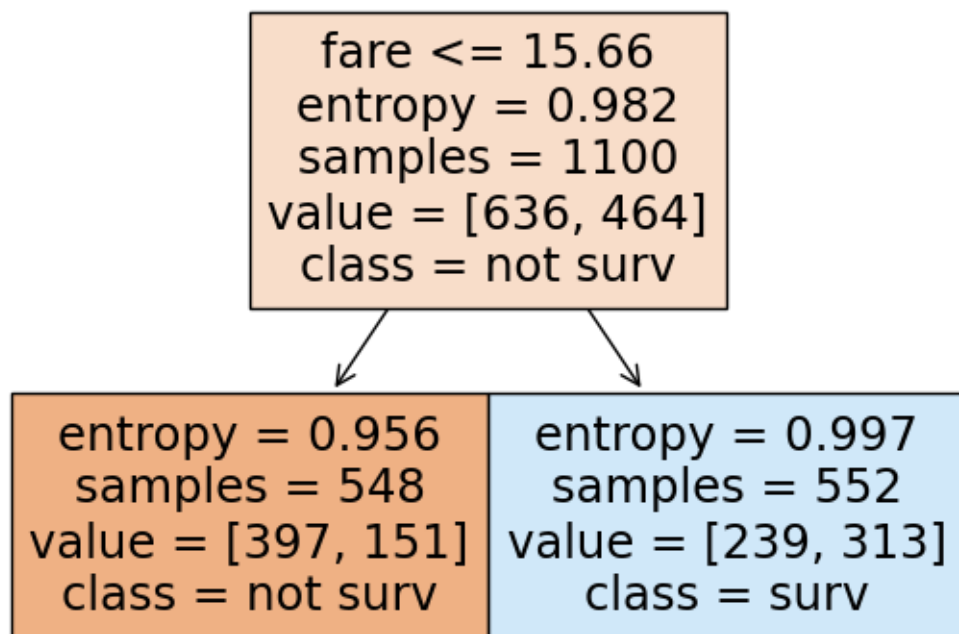 fare <= 15.66
entropy = 0.982
samples = 1100
value = [636, 464]
class = not surv
entropy = 0.956
samples = 548
value = [397, 151]
class = not surv
entropy = 0.997
samples = 552
value = [239, 313]
class = surv